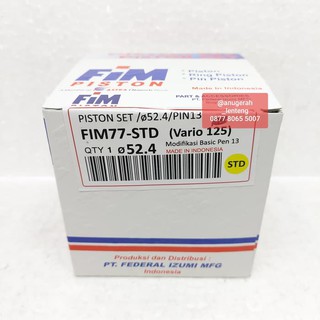 FiM
PISTON
Piston
Ring Piston
Pin Piston
Made in Indonesia
@anugerah
_lenteng
0877 8065 5007
FiM
PISTON SET /ø52.4/PIN13
FIM77-STD (Vario 125)
Modifikasi Basic Pen 13
QTY 1 ø52.4 MADE IN INDONESIA
STD
Produksi dan Distribusi :
PT. FEDERAL IZUMI MFG
Indonesia